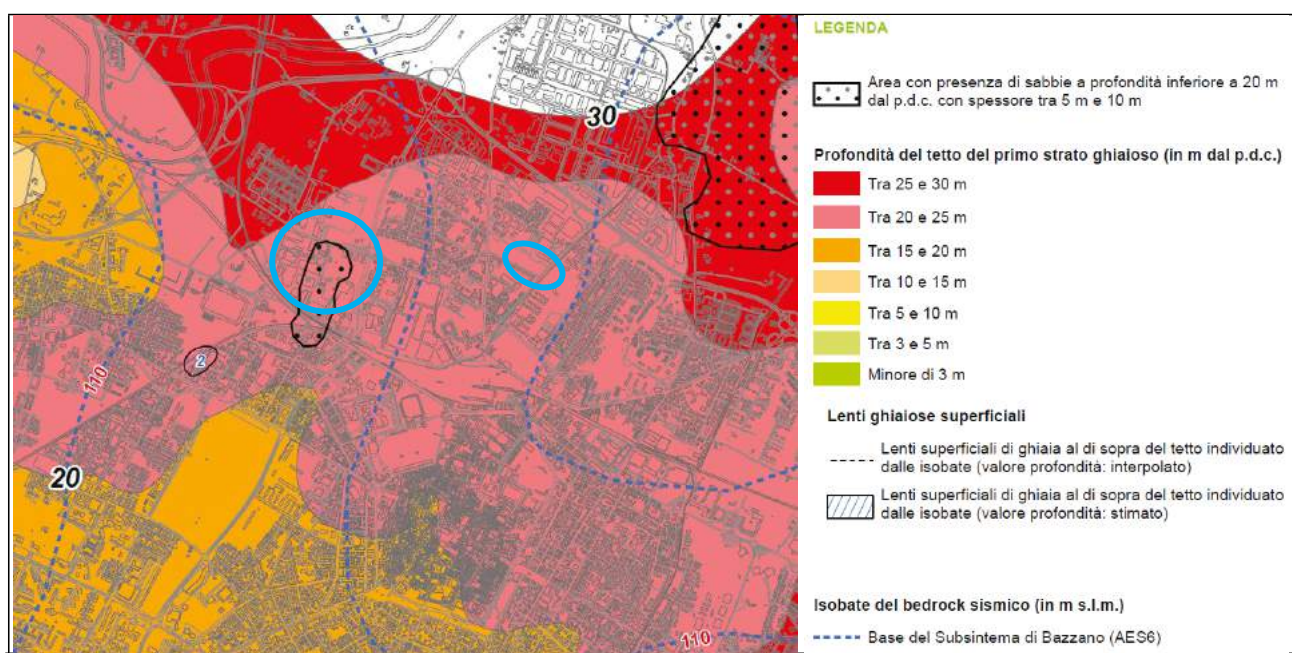 30
2
110
20
110
LEGENDA
Area con presenza di sabbie a profondità inferiore a 20 m
dal p.d.c. con spessore tra 5 m e 10 m
Profondità del tetto del primo strato ghiaioso (in m dal p.d.c.)
Tra 25 e 30 m
Tra 20 e 25 m
Tra 15 e 20 m
Tra 10 e 15 m
Tra 5 e 10 m
Tra 3 e 5 m
Minore di 3 m
Lenti ghiaiose superficiali
Lenti superficiali di ghiaia al di sopra del tetto individuato
dalle isobate (valore profondità: interpolato)
Lenti superficiali di ghiaia al di sopra del tetto individuato
dalle isobate (valore profondità: stimato)
Isobate del bedrock sismico (in m s.l.m.)
Base del Subsintema di Bazzano (AES6)